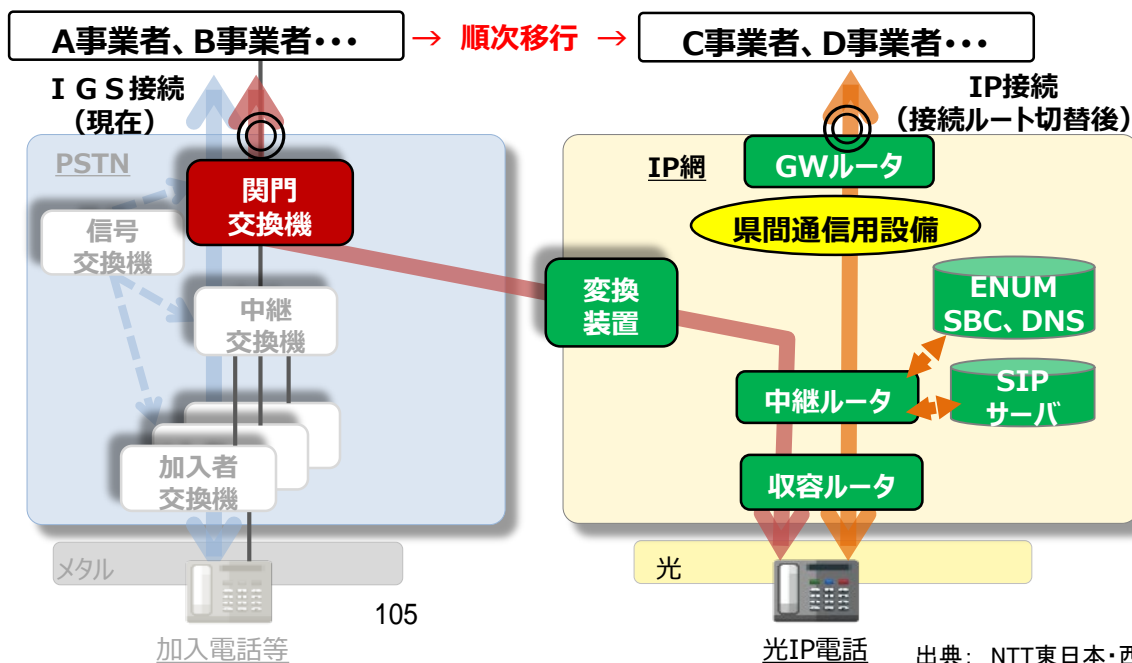 A事業者、B事業者・・・
→ 順次移行 →
C事業者、D事業者・・・
ＩＧＳ接続
（現在）
IP接続
（接続ルート切替後）
PSTN
関門
交換機
信号
交換機
中継
交換機
加入者
交換機
IP網
GWルータ
県間通信用設備
変換
装置
ENUM
SBC、DNS
中継ルータ
SIP
サーバ
収容ルータ
メタル
光
105
加入電話等
光IP電話
出典： NTT東日本・西